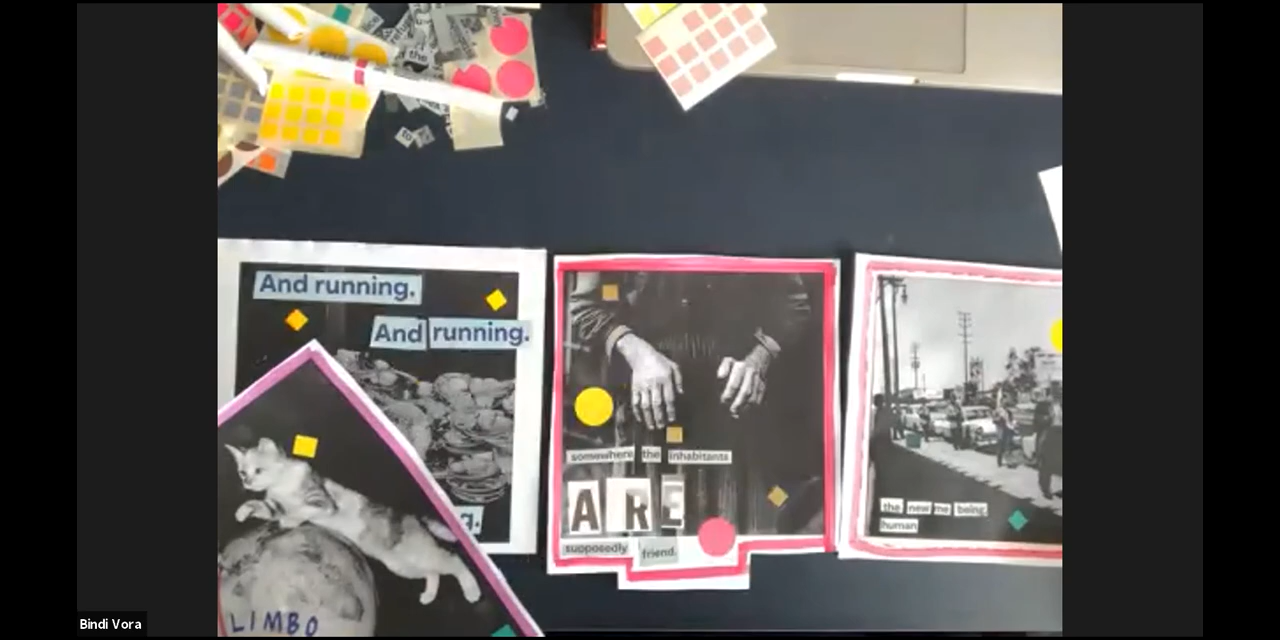 And running.
And running.
g.
LIMBO
somewhere the inhabitants
ARE
supposedly friend.
the new me being
human
Bindi Vora